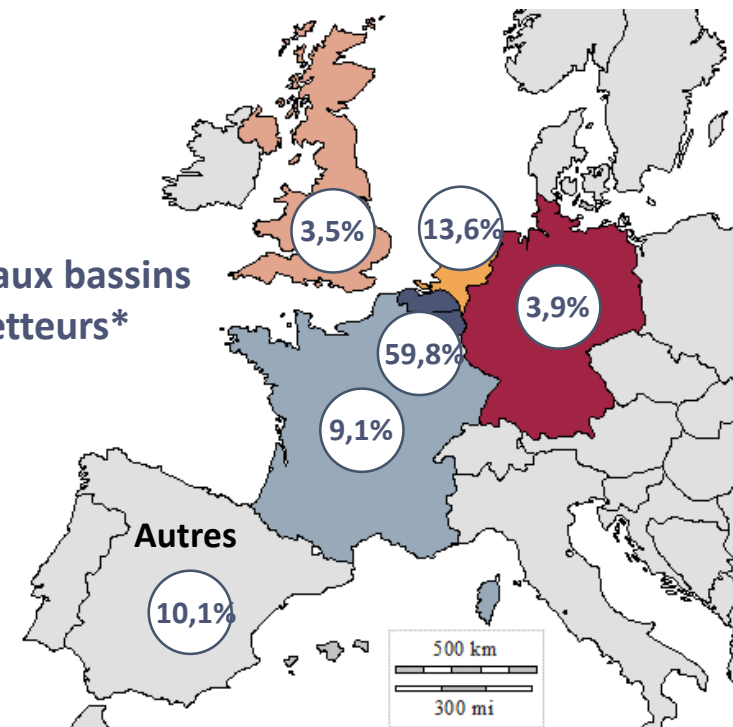 3,5%
13,6%
aux bassins
etteurs*
3,9%
59,8%
9,1%
Autres
10,1%
500 km
300 mi